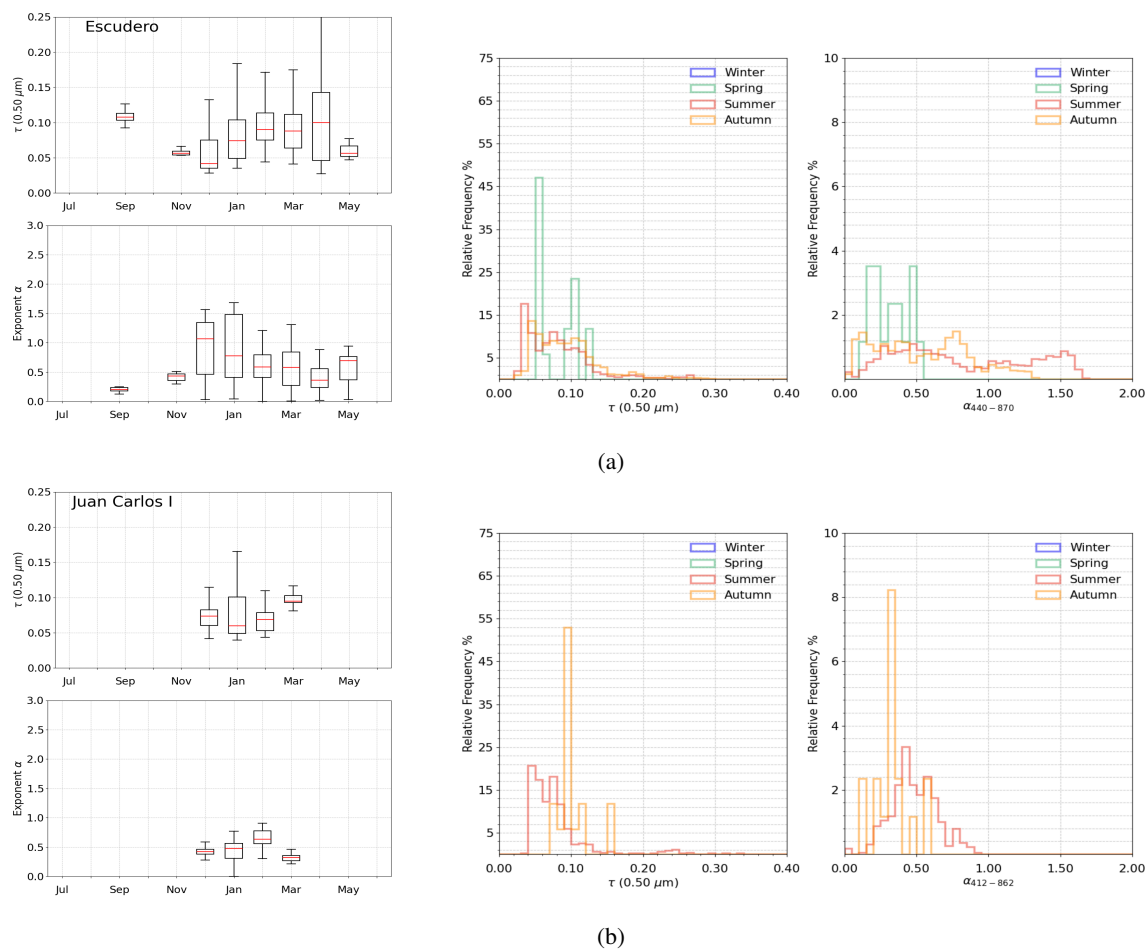 Escudero
τ (0.50 μm)
0.25
0.20
0.15
0.10
0.05
0.00
Jul Sep Nov Jan Mar May
Exponent α
3.0
2.5
2.0
1.5
1.0
0.5
0.0
Jul Sep Nov Jan Mar May
Relative Frequency %
75
65
55
45
35
25
15
5
Winter
Spring
Summer
Autumn
0.00 0.10 0.20 0.30 0.40
τ (0.50 μm)
Relative Frequency %
10
8
6
4
2
Winter
Spring
Summer
Autumn
0.00 0.50 1.00 1.50 2.00
α440−870
(a)
Juan Carlos I
τ (0.50 μm)
0.25
0.20
0.15
0.10
0.05
0.00
Jul Sep Nov Jan Mar May
Exponent α
3.0
2.5
2.0
1.5
1.0
0.5
0.0
Jul Sep Nov Jan Mar May
Relative Frequency %
75
65
55
45
35
25
15
5
Winter
Spring
Summer
Autumn
0.00 0.10 0.20 0.30 0.40
τ (0.50 μm)
Relative Frequency %
10
8
6
4
2
Winter
Spring
Summer
Autumn
0.00 0.50 1.00 1.50 2.00
α412−862
(b)